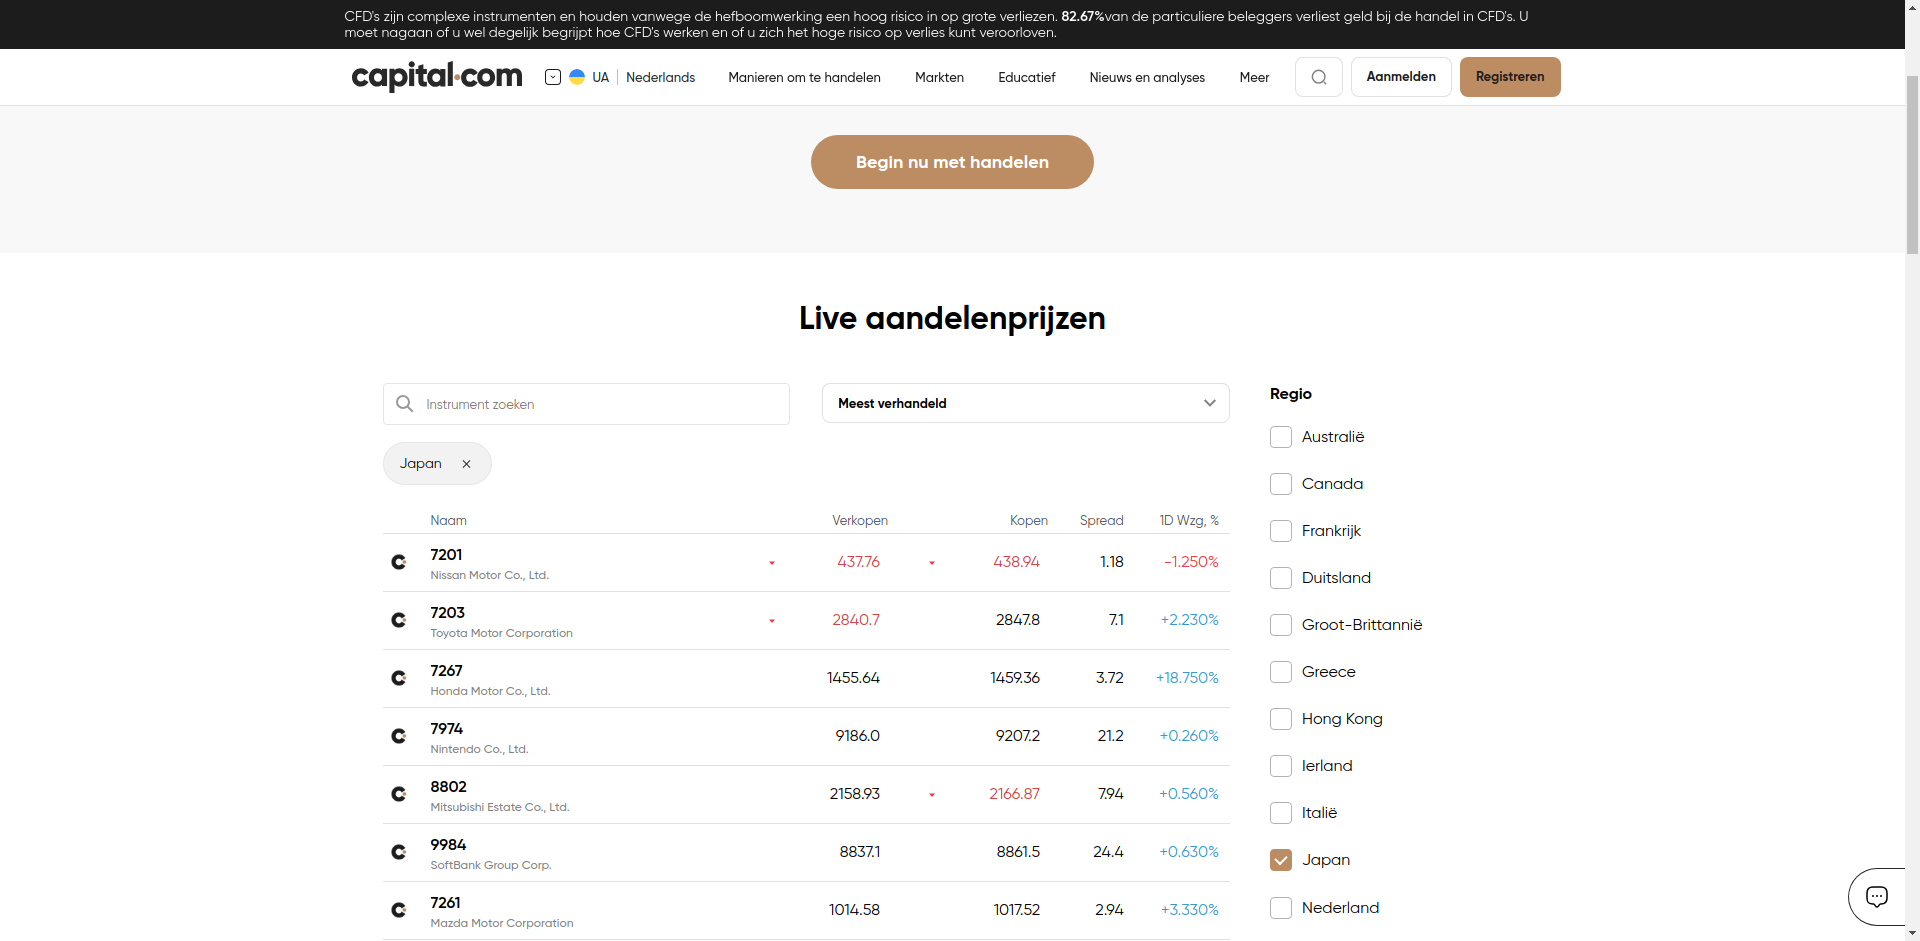 CFD's zijn complexe instrumenten en houden vanwege de hefboomwerking een hoog risico in op grote verliezen. 82.67%van de particuliere beleggers verliest geld bij de handel in CFD's. U
moet nagaan of u wel degelijk begrijpt hoe CFD's werken en of u zich het hoge risico op verlies kunt veroorloven.
capital.com UA Nederlands Manieren om te handelen Markten Educatief Nieuws en analyses Meer Aanmelden Registreren
Begin nu met handelen
Live aandelenprijzen
Instrument zoeken
Meest verhandeld
Japan
Naam Verkopen Kopen Spread 1D Wzg, %
7201 437.76 438.94 1.18 -1.250%
Nissan Motor Co., Ltd.
7203 2840.7 2847.8 7.1 +2.230%
Toyota Motor Corporation
7267 1455.64 1459.36 3.72 +18.750%
Honda Motor Co., Ltd.
7974 9186.0 9207.2 21.2 +0.260%
Nintendo Co., Ltd.
8802 2158.93 2166.87 7.94 +0.560%
Mitsubishi Estate Co., Ltd.
9984 8837.1 8861.5 24.4 +0.630%
SoftBank Group Corp.
7261 1014.58 1017.52 2.94 +3.330%
Mazda Motor Corporation
Regio
Australië
Canada
Frankrijk
Duitsland
Groot-Brittannië
Greece
Hong Kong
Ierland
Italië
Japan
Nederland